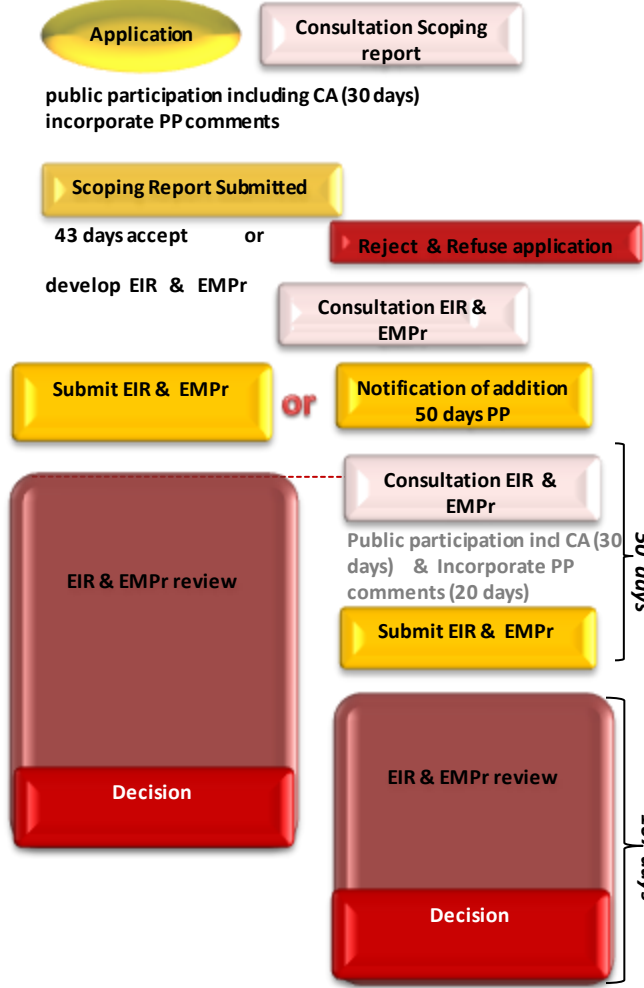 Application
Consultation Scoping
report
public participation including CA (30 days)
incorporate PP comments
Scoping Report Submitted
43 days accept or
Reject & Refuse application
develop EIR & EMPr
Consultation EIR &
EMPr
Submit EIR & EMPr
or
Notification of addition
50 days PP
Consultation EIR &
EMPr
Public participation incl CA (30
days) & Incorporate PP
comments (20 days)
days
Submit EIR & EMPr
EIR & EMPr review
Decision
EIR & EMPr review
Decision